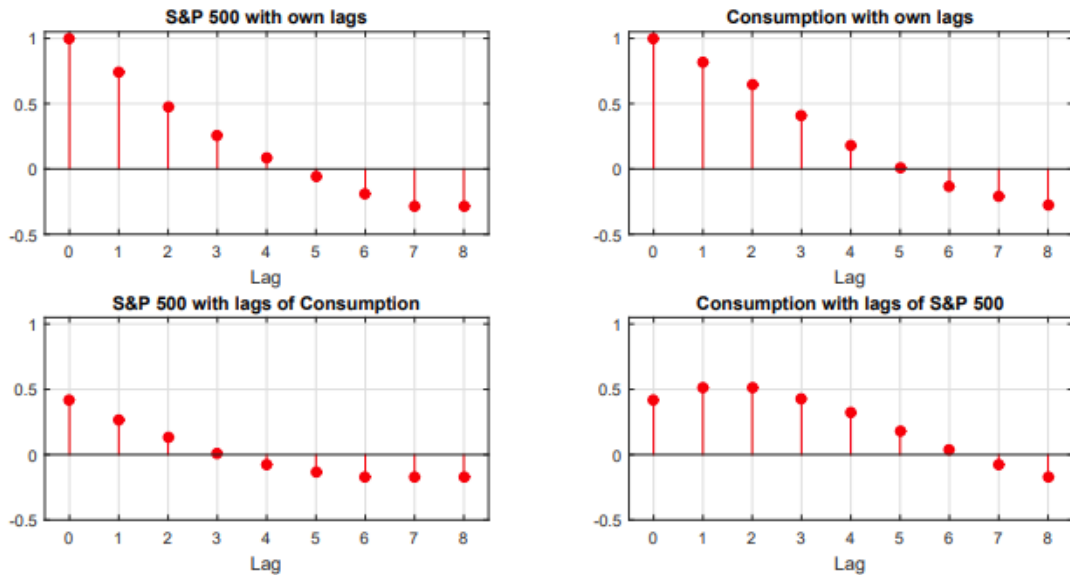 S&P 500 with own lags
1
0.5
0
-0.5
0 1 2 3 4 5 6 7 8
Lag
Consumption with own lags
1
0.5
0
-0.5
0 1 2 3 4 5 6 7 8
Lag
S&P 500 with lags of Consumption
1
0.5
0
-0.5
0 1 2 3 4 5 6 7 8
Lag
Consumption with lags of S&P 500
1
0.5
0
-0.5
0 1 2 3 4 5 6 7 8
Lag